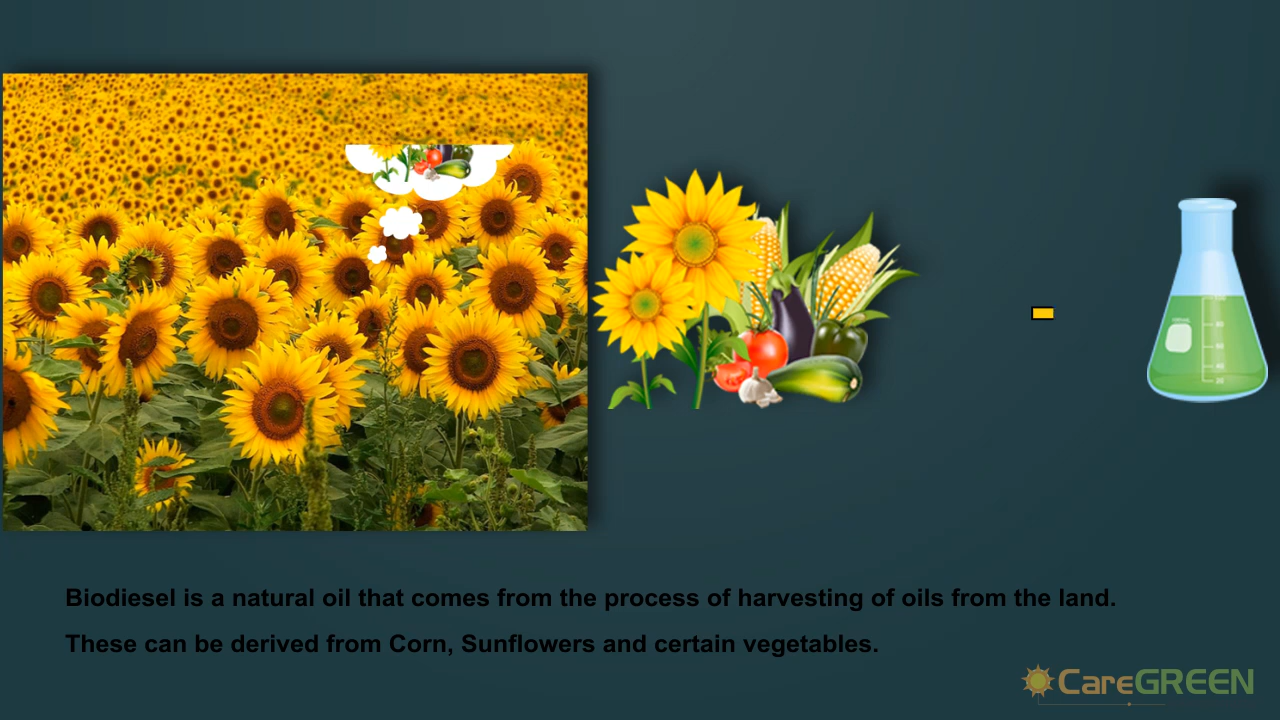 Biodiesel is a natural oil that comes from the process of harvesting of oils from the land.
These can be derived from Corn, Sunflowers and certain vegetables.
CareGREEN